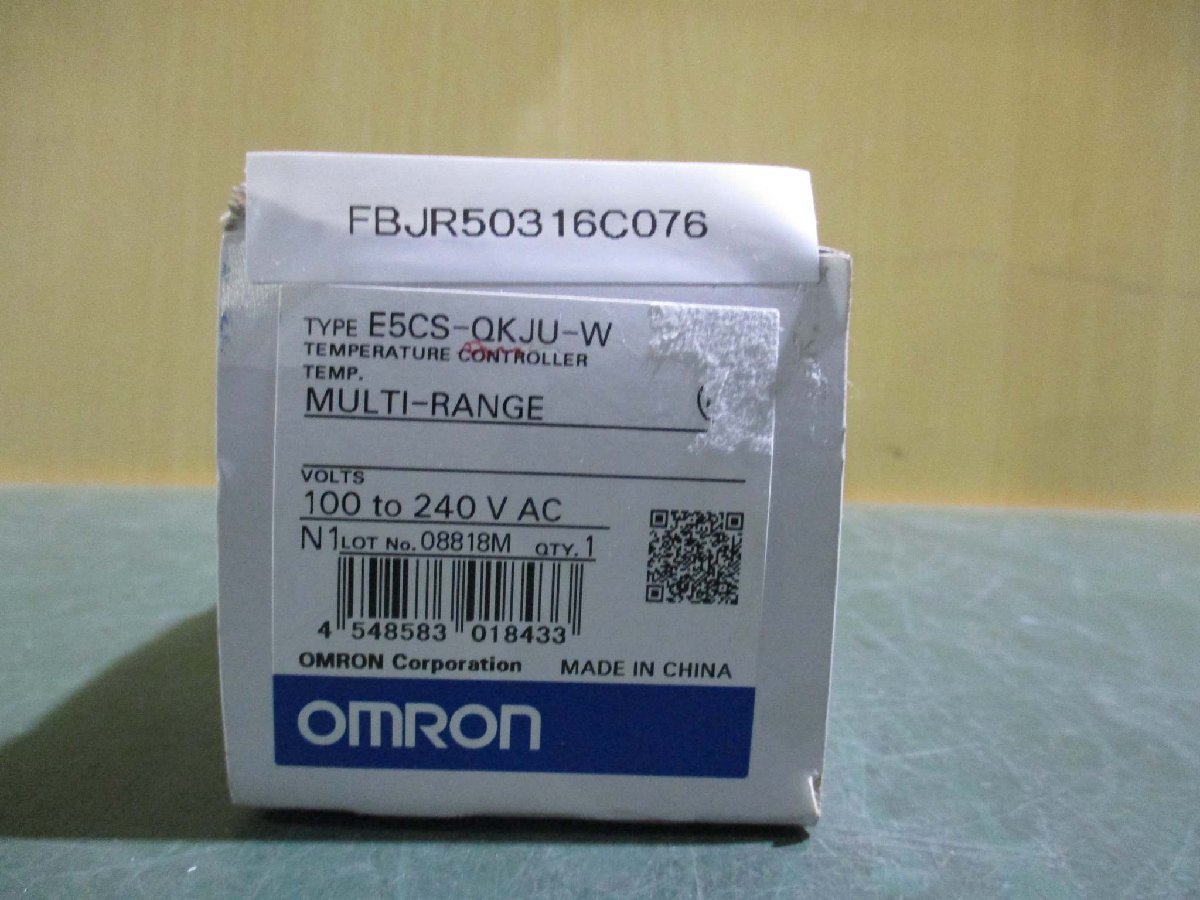 FBJR50316C076
TYPE E5CS-QKJU-W
TEMPERATURE CONTROLLER
TEMP.
MULTI-RANGE
VOLTS
100 to 240 V AC
N1 LOT No. 08818M QTY. 1
4 548583 018433
OMRON Corporation MADE IN CHINA
OMRON